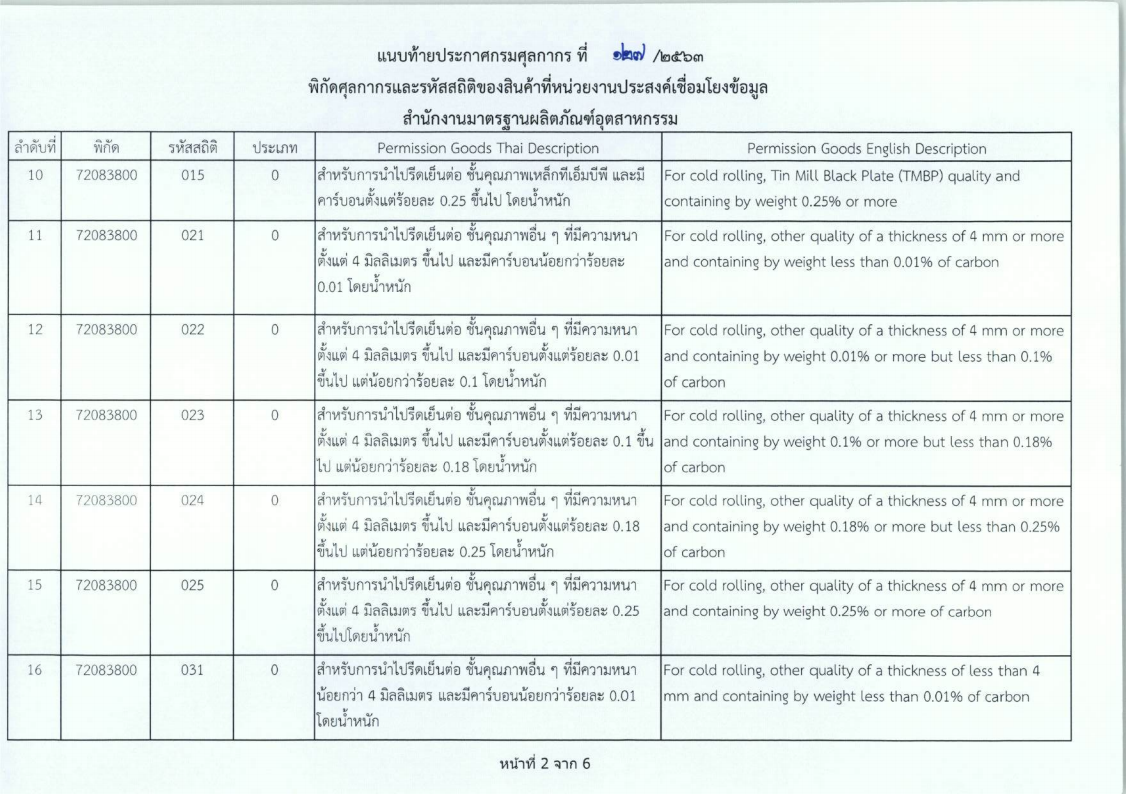 แนบท้ายประกาศกรมศุลกากร ที่ ๑๒๗ /๒๕๖๓
พิกัดศุลกากรและรหัสสถิติของสินค้าที่หน่วยงานประสงค์เชื่อมโยงข้อมูล
สำนักงานมาตรฐานผลิตภัณฑ์อุตสาหกรรม
ลำดับที่ พิกัด รหัสสถิติ ประเภท Permission Goods Thai Description Permission Goods English Description
10 72083800 015 0 สำหรับการนำไปรีดเย็นต่อ ชั้นคุณภาพเหล็กทีเอ็มบีพี และมี For cold rolling, Tin Mill Black Plate (TMBP) quality and
คาร์บอนตั้งแต่ร้อยละ 0.25 ขึ้นไป โดยน้ำหนัก containing by weight 0.25% or more
11 72083800 021 0 สำหรับการนำไปรีดเย็นต่อ ชั้นคุณภาพอื่น ๆ ที่มีความหนา For cold rolling, other quality of a thickness of 4 mm or more
ตั้งแต่ 4 มิลลิเมตร ขึ้นไป และมีคาร์บอนน้อยกว่าร้อยละ and containing by weight less than 0.01% of carbon
0.01 โดยน้ำหนัก
12 72083800 022 0 สำหรับการนำไปรีดเย็นต่อ ชั้นคุณภาพอื่น ๆ ที่มีความหนา For cold rolling, other quality of a thickness of 4 mm or more
ตั้งแต่ 4 มิลลิเมตร ขึ้นไป และมีคาร์บอนตั้งแต่ร้อยละ 0.01 and containing by weight 0.01% or more but less than 0.1%
ขึ้นไป แต่น้อยกว่าร้อยละ 0.1 โดยน้ำหนัก of carbon
13 72083800 023 0 สำหรับการนำไปรีดเย็นต่อ ชั้นคุณภาพอื่น ๆ ที่มีความหนา For cold rolling, other quality of a thickness of 4 mm or more
ตั้งแต่ 4 มิลลิเมตร ขึ้นไป และมีคาร์บอนตั้งแต่ร้อยละ 0.1 ขึ้น and containing by weight 0.1% or more but less than 0.18%
ไป แต่น้อยกว่าร้อยละ 0.18 โดยน้ำหนัก of carbon
14 72083800 024 0 สำหรับการนำไปรีดเย็นต่อ ชั้นคุณภาพอื่น ๆ ที่มีความหนา For cold rolling, other quality of a thickness of 4 mm or more
ตั้งแต่ 4 มิลลิเมตร ขึ้นไป และมีคาร์บอนตั้งแต่ร้อยละ 0.18 and containing by weight 0.18% or more but less than 0.25%
ขึ้นไป แต่น้อยกว่าร้อยละ 0.25 โดยน้ำหนัก of carbon
15 72083800 025 0 สำหรับการนำไปรีดเย็นต่อ ชั้นคุณภาพอื่น ๆ ที่มีความหนา For cold rolling, other quality of a thickness of 4 mm or more
ตั้งแต่ 4 มิลลิเมตร ขึ้นไป และมีคาร์บอนตั้งแต่ร้อยละ 0.25 and containing by weight 0.25% or more of carbon
ขึ้นไปโดยน้ำหนัก
16 72083800 031 0 สำหรับการนำไปรีดเย็นต่อ ชั้นคุณภาพอื่น ๆ ที่มีความหนา For cold rolling, other quality of a thickness of less than 4
น้อยกว่า 4 มิลลิเมตร และมีคาร์บอนน้อยกว่าร้อยละ 0.01 mm and containing by weight less than 0.01% of carbon
โดยน้ำหนัก
หน้าที่ 2 จาก 6